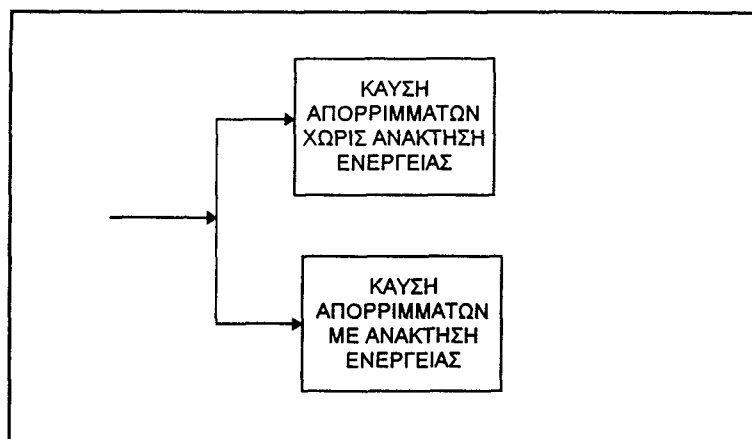 ΚΑΥΣΗ
ΑΠΟΡΡΙΜΜΑΤΩΝ
ΧΩΡΙΣ ΑΝΑΚΤΗΣΗ
ΕΝΕΡΓΕΙΑΣ
ΚΑΥΣΗ
ΑΠΟΡΡΙΜΜΑΤΩΝ
ΜΕ ΑΝΑΚΤΗΣΗ
ΕΝΕΡΓΕΙΑΣ